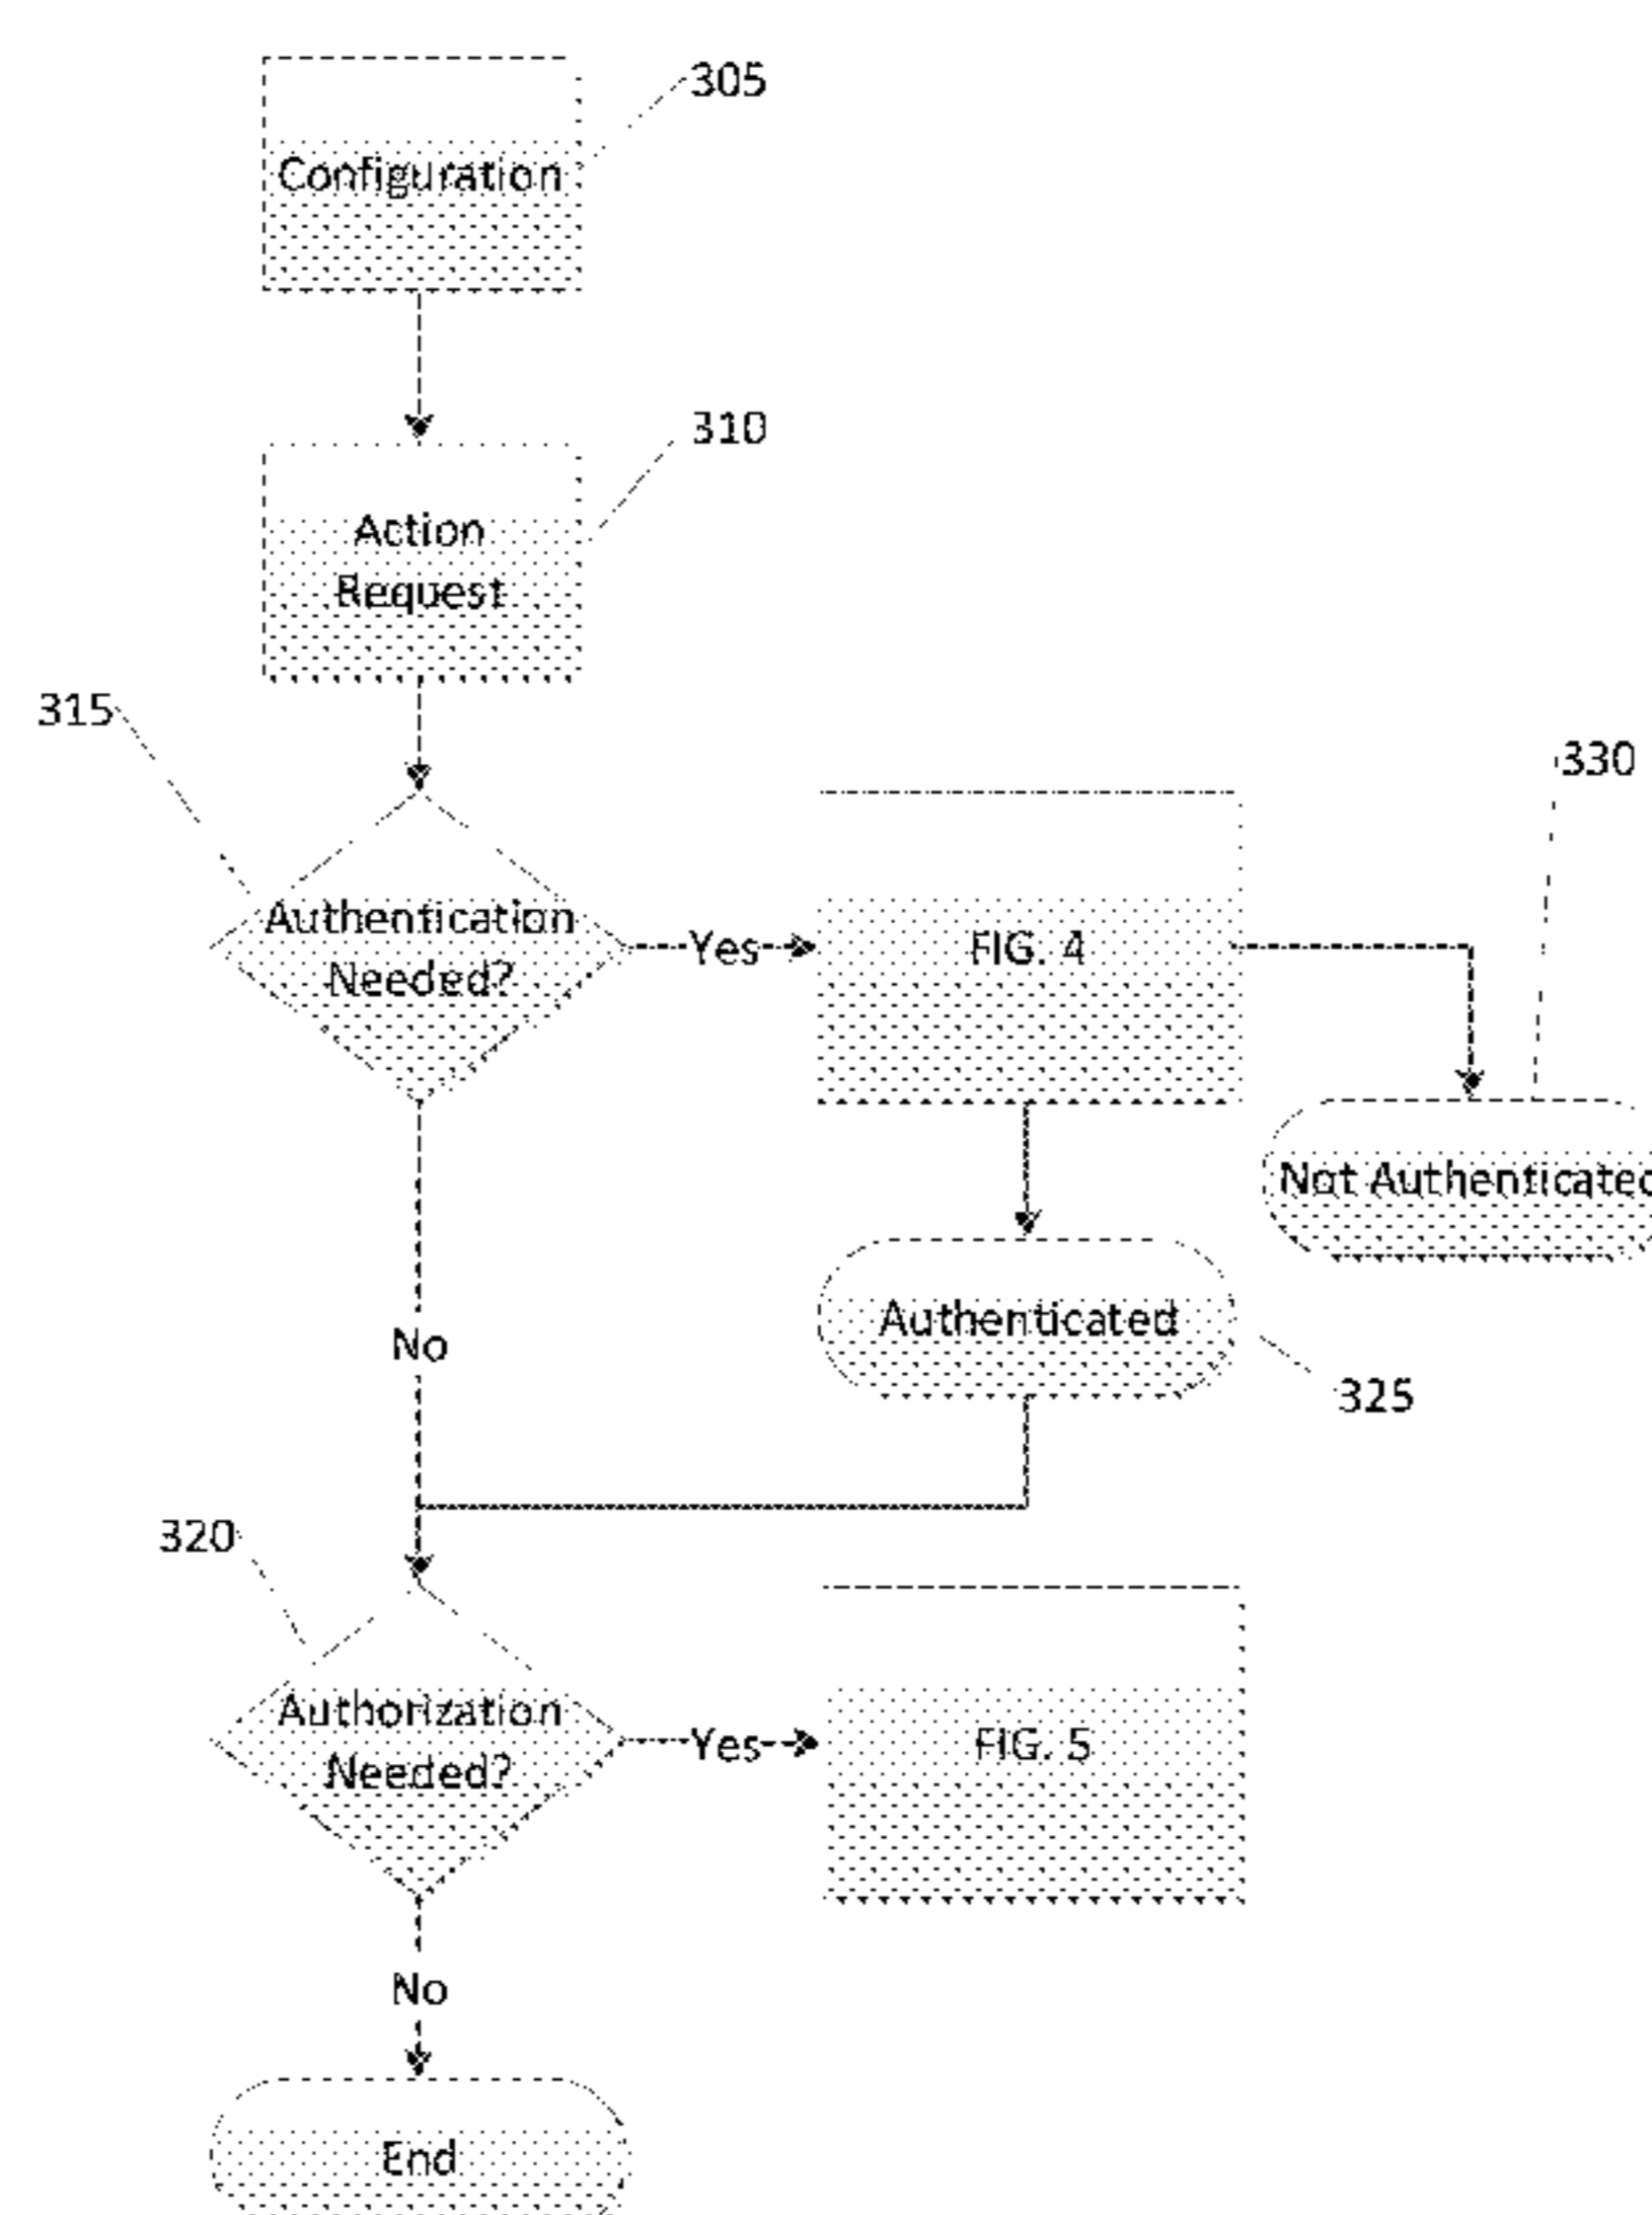 305
Configuration
310
Action
Request
315
330
Authentication
Needed?
Yes
FIG. 4
Not Authenticated
No
Authenticated
325
320
Authorization
Needed?
Yes
FIG. 5
No
End